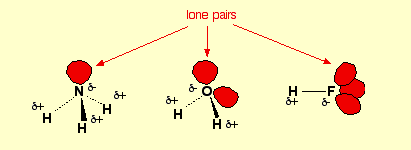 lone pairs
N δ-
δ+ H H δ+
H δ+
δ- O
δ+ H
H δ+
H — F
δ+ δ-